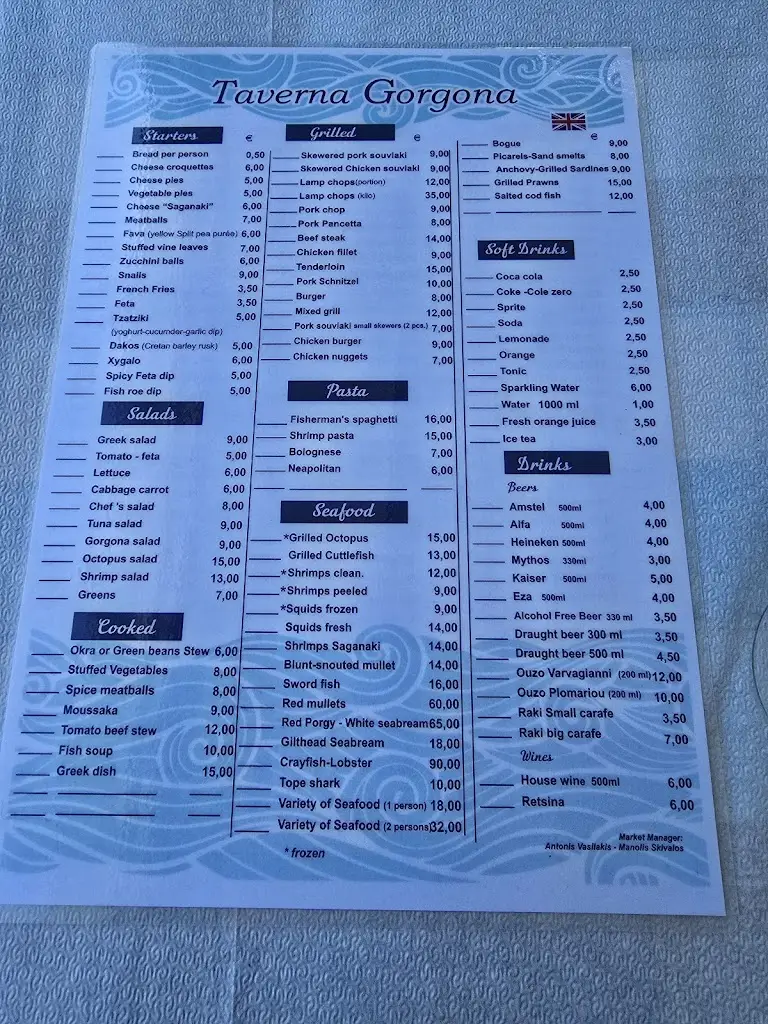 Taverna Gorgona
Starters €
Bread per person 0,50
Cheese croquettes 6,00
Cheese pies 5,00
Vegetable pies 5,00
Cheese "Saganaki" 6,00
Meatballs 7,00
Fava (yellow Split pea purée) 6,00
Stuffed vine leaves 7,00
Zucchini balls 6,00
Snails 9,00
French Fries 3,50
Feta 3,50
Tzatziki 5,00
(yoghurt-cucumder-garlic dip)
Dakos (Cretan barley rusk) 5,00
Xygalo 6,00
Spicy Feta dip 5,00
Fish roe dip 5,00
Salads
Greek salad 9,00
Tomato - feta 5,00
Lettuce 6,00
Cabbage carrot 6,00
Chef 's salad 8,00
Tuna salad 9,00
Gorgona salad 9,00
Octopus salad 15,00
Shrimp salad 13,00
Greens 7,00
Cooked
Okra or Green beans Stew 6,00
Stuffed Vegetables 8,00
Spice meatballs 8,00
Moussaka 9,00
Tomato beef stew 12,00
Fish soup 10,00
Greek dish 15,00
Grilled €
Skewered pork souvlaki 9,00
Skewered Chicken souvlaki 9,00
Lamp chops(portion) 12,00
Lamp chops (kilo) 35,00
Pork chop 9,00
Pork Pancetta 8,00
Beef steak 14,00
Chicken fillet 9,00
Tenderloin 15,00
Pork Schnitzel 10,00
Burger 8,00
Mixed grill 12,00
Pork souvlaki small skewers (2 pcs.) 7,00
Chicken burger 9,00
Chicken nuggets 7,00
Pasta
Fisherman's spaghetti 16,00
Shrimp pasta 15,00
Bolognese 7,00
Neapolitan 6,00
Seafood
*Grilled Octopus 15,00
Grilled Cuttlefish 13,00
*Shrimps clean. 12,00
*Shrimps peeled 9,00
*Squids frozen 9,00
Squids fresh 14,00
Shrimps Saganaki 14,00
Blunt-snouted mullet 14,00
Sword fish 16,00
Red mullets 60,00
Red Porgy - White seabream 65,00
Gilthead Seabream 18,00
Crayfish-Lobster 90,00
Tope shark 10,00
Variety of Seafood (1 person) 18,00
Variety of Seafood (2 persons) 32,00
* frozen
€
Bogue 9,00
Picarels-Sand smelts 8,00
Anchovy-Grilled Sardines 9,00
Grilled Prawns 15,00
Salted cod fish 12,00
Soft Drinks
Coca cola 2,50
Coke -Cole zero 2,50
Sprite 2,50
Soda 2,50
Lemonade 2,50
Orange 2,50
Tonic 2,50
Sparkling Water 6,00
Water 1000 ml 1,00
Fresh orange juice 3,50
Ice tea 3,00
Drinks
Beers
Amstel 500ml 4,00
Alfa 500ml 4,00
Heineken 500ml 4,00
Mythos 330ml 3,00
Kaiser 500ml 5,00
Eza 500ml 4,00
Alcohol Free Beer 330 ml 3,50
Draught beer 300 ml 3,50
Draught beer 500 ml 4,50
Ouzo Varvagianni (200 ml) 12,00
Ouzo Plomariou (200 ml) 10,00
Raki Small carafe 3,50
Raki big carafe 7,00
Wines
House wine 500ml 6,00
Retsina 6,00
Market Manager:
Antonis Vasilakis - Manolis Skivalos